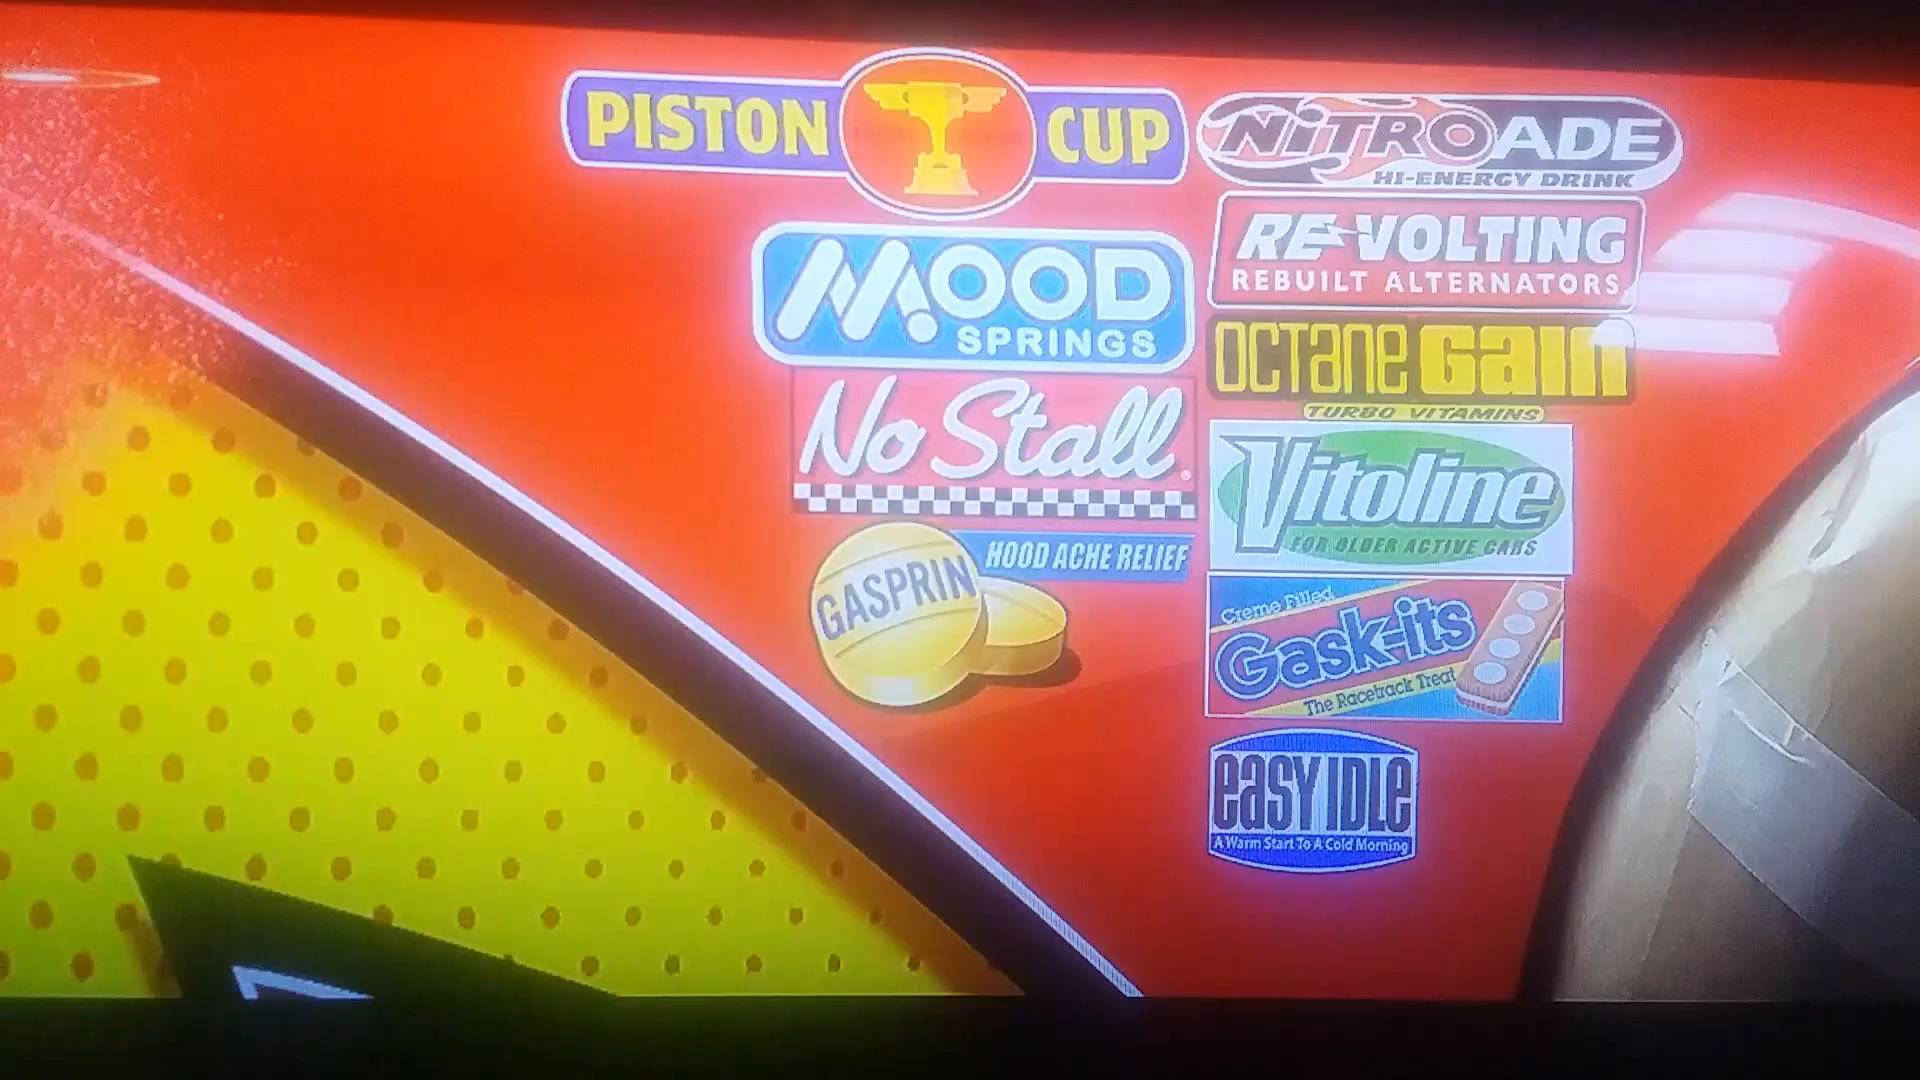 PISTON CUP
MOOD
SPRINGS
No Stall
GASPRIN
HOOD ACHE RELIEF
NiTROADE
HI-ENERGY DRINK
RE-VOLTING
REBUILT ALTERNATORS
OCTane Gain
TURBO VITAMINS
Vitoline
FOR OLDER ACTIVE CARS
Creme Filled
Gask-its
The Racetrack Treat
easy IDLe
A Warm Start To A Cold Morning